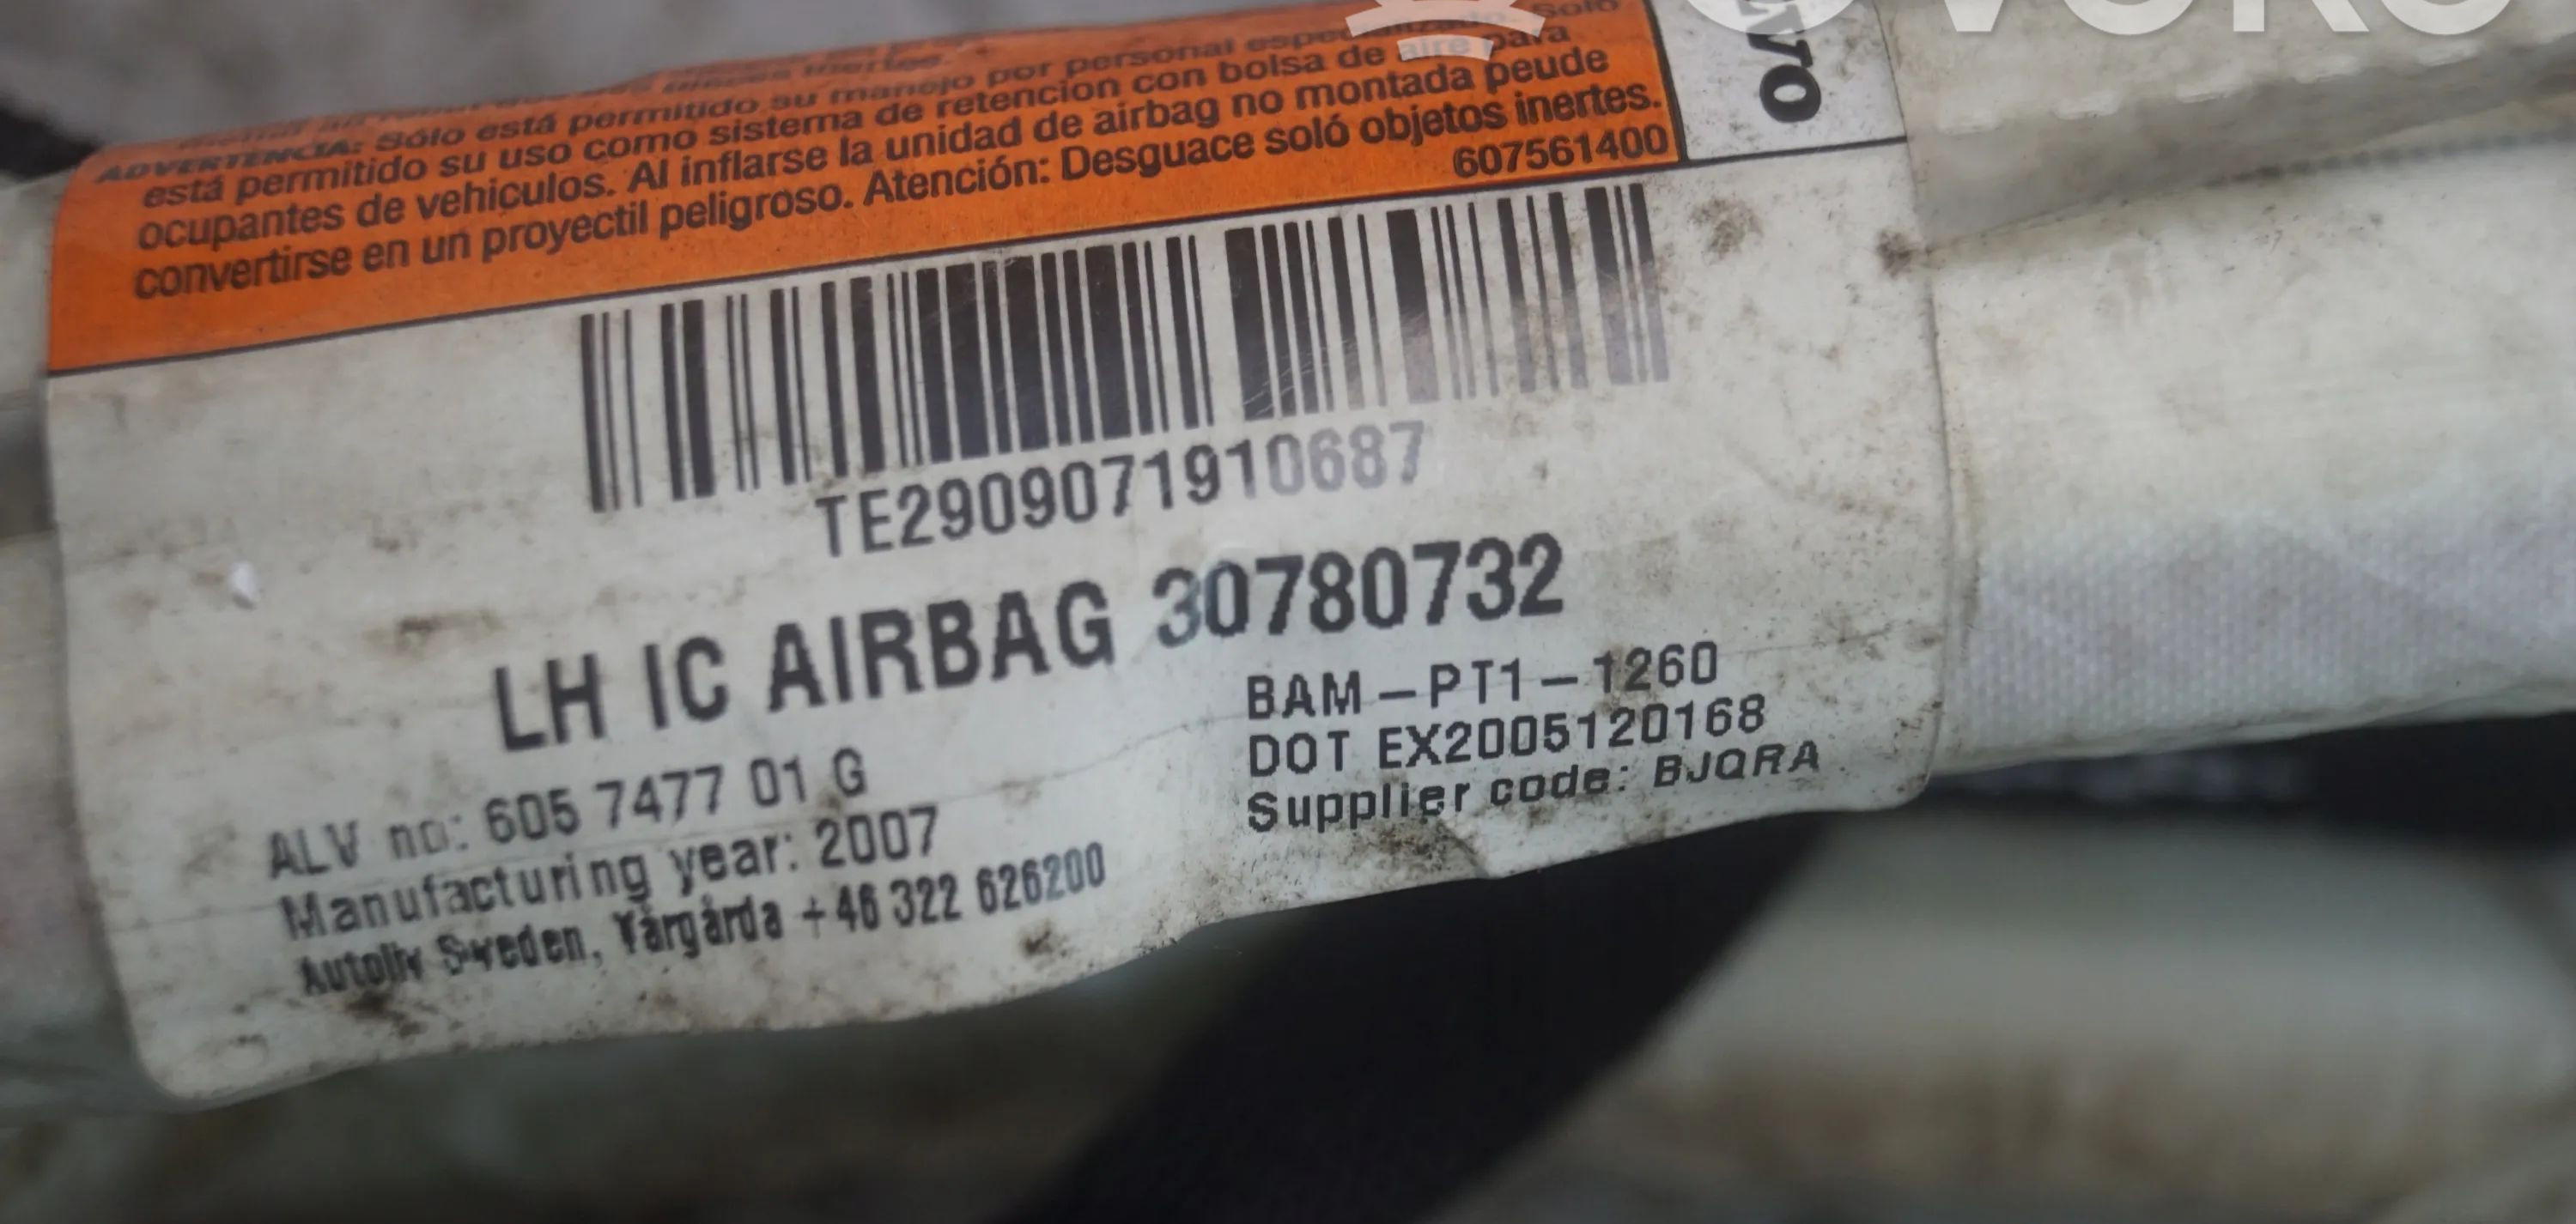 piezas inertes.
ADVERTENCIA: Sólo está permitido su manejo por personal especializado. Solo
está permitido su uso como sistema de retencion con bolsa de aire para
ocupantes de vehiculos. Al inflarse la unidad de airbag no montada peude
convertirse en un proyectil peligroso. Atención: Desguace soló objetos inertes.
607561400
TE2909071910687
LH IC AIRBAG 30780732
ALV no: 605 7477 01 G
Manufacturing year: 2007
Autoliv Sweden, Vårgårda +46 322 626200
BAM-PT1-1260
DOT EX2005120168
Supplier code: BJQRA